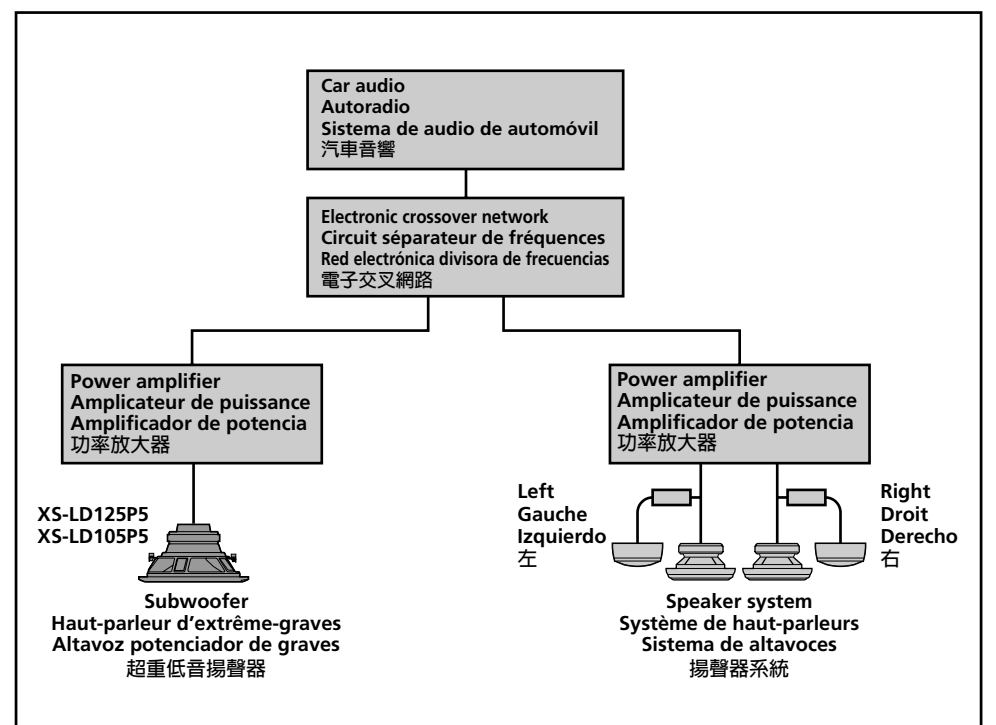 Car audio
Autoradio
Sistema de audio de automóvil
汽車音響
Electronic crossover network
Circuit séparateur de fréquences
Red electrónica divisora de frecuencias
電子交叉網路
Power amplifier
Amplicateur de puissance
Amplificador de potencia
功率放大器
Power amplifier
Amplicateur de puissance
Amplificador de potencia
功率放大器
XS-LD125P5
XS-LD105P5
Left
Gauche
Izquierdo
左
Right
Droit
Derecho
右
Subwoofer
Haut-parleur d'extrême-graves
Altavoz potenciador de graves
超重低音揚聲器
Speaker system
Système de haut-parleurs
Sistema de altavoces
揚聲器系統